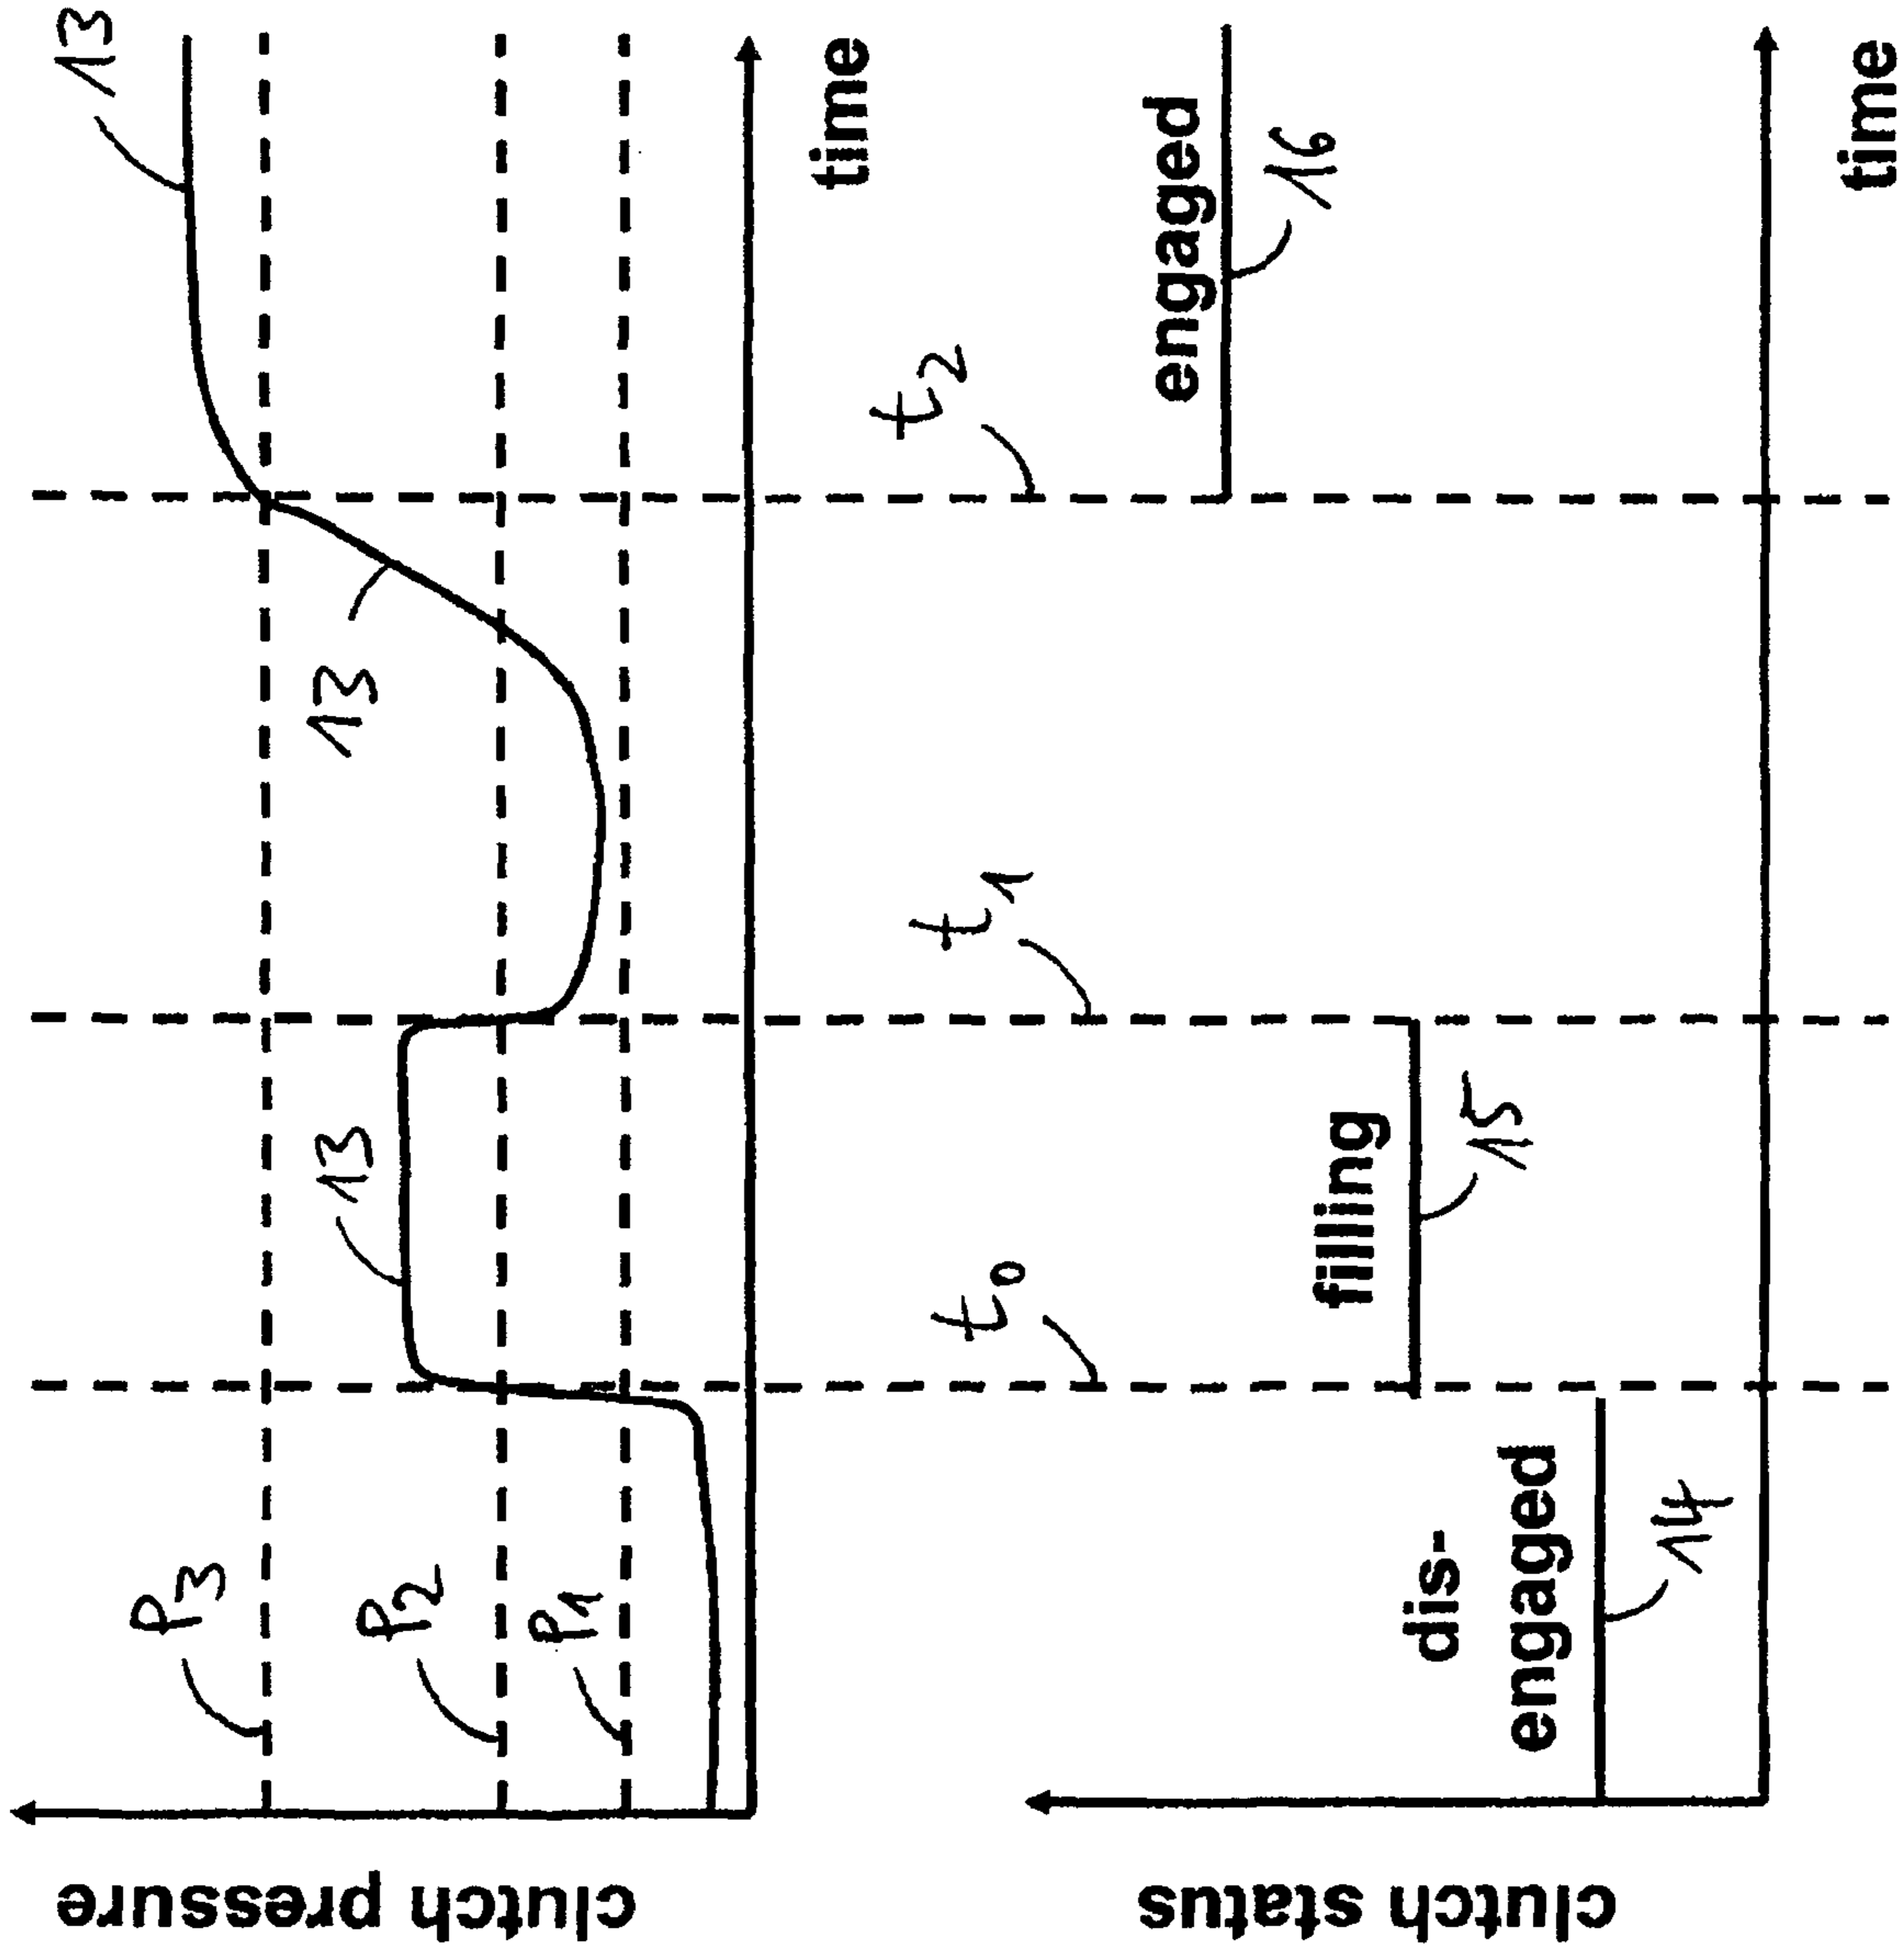 clutch pressure
P3
P2
P1
13
13
13
time
t0
t1
t2
clutch status
dis-
engaged
14
filling
15
engaged
16
time